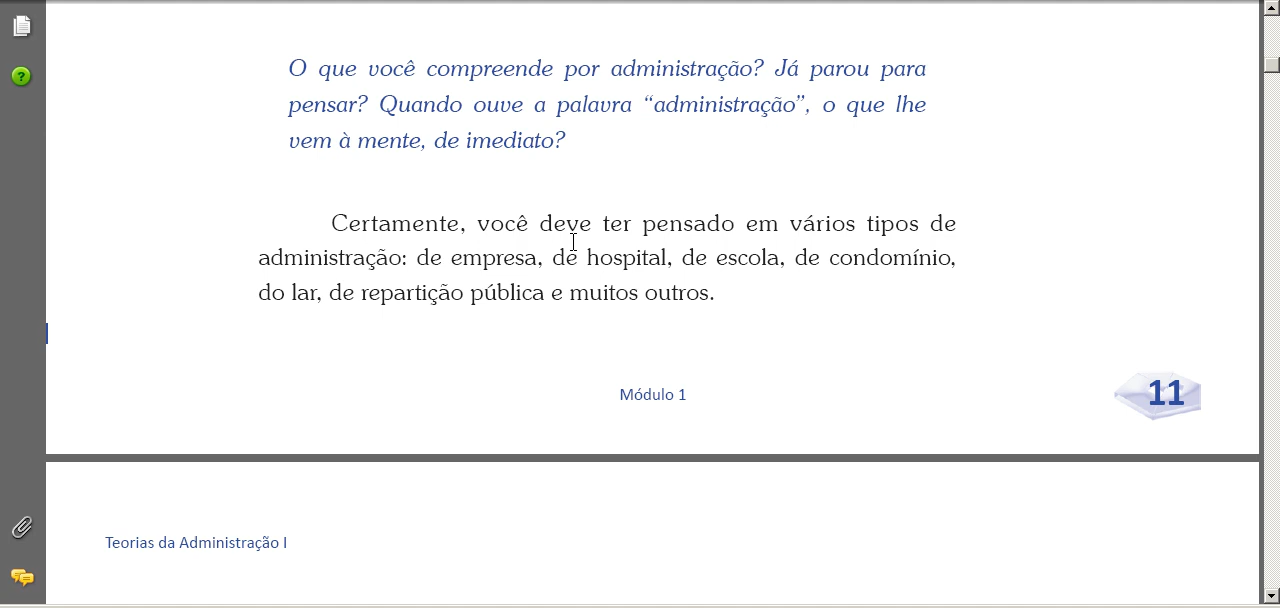 O que você compreende por administração? Já parou para
pensar? Quando ouve a palavra “administração”, o que lhe
vem à mente, de imediato?
Certamente, você deve ter pensado em vários tipos de
administração: de empresa, de hospital, de escola, de condomínio,
do lar, de repartição pública e muitos outros.
Módulo 1
11
Teorias da Administração I